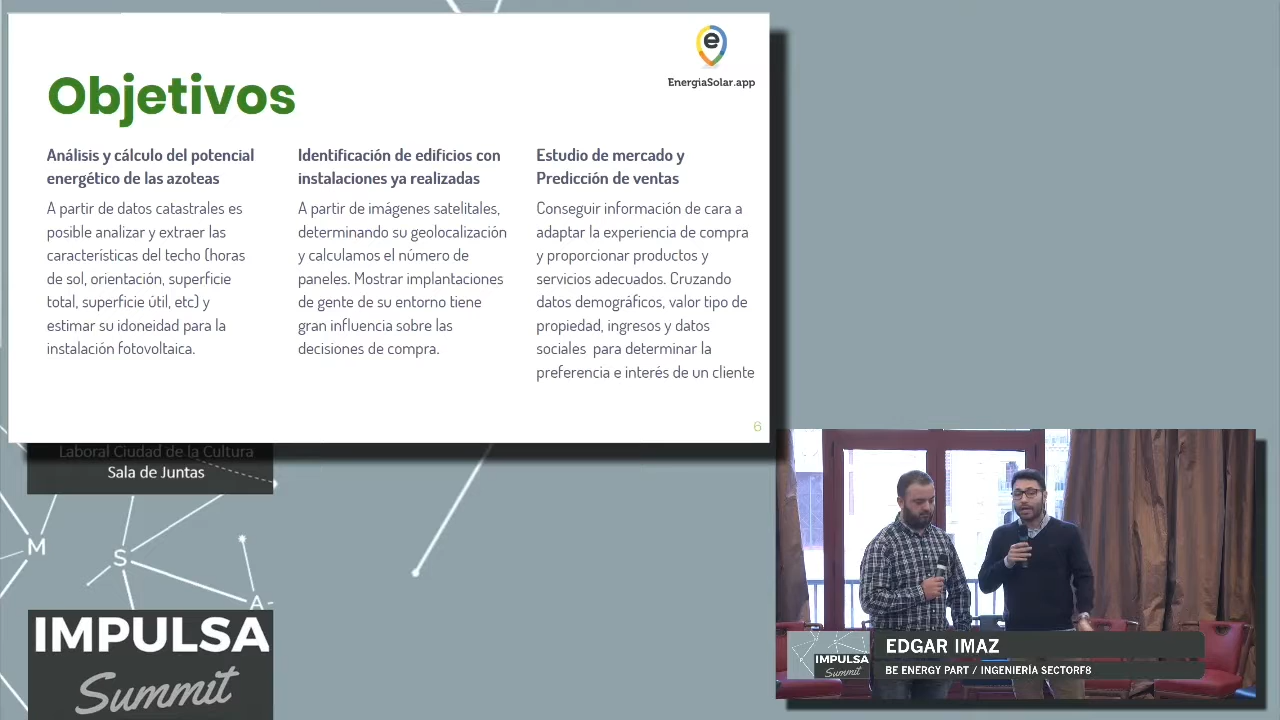 e
EnergíaSolar.app
Objetivos
Análisis y cálculo del potencial
energético de las azoteas
A partir de datos catastrales es
posible analizar y extraer las
características del techo (horas
de sol, orientación, superficie
total, superficie útil, etc) y
estimar su idoneidad para la
instalación fotovoltaica.
Identificación de edificios con
instalaciones ya realizadas
A partir de imágenes satelitales,
determinando su geolocalización
y calculamos el número de
paneles. Mostrar implantaciones
de gente de su entorno tiene
gran influencia sobre las
decisiones de compra.
Estudio de mercado y
Predicción de ventas
Conseguir información de cara a
adaptar la experiencia de compra
y proporcionar productos y
servicios adecuados. Cruzando
datos demográficos, valor tipo de
propiedad, ingresos y datos
sociales para determinar la
preferencia e interés de un cliente
6
Laboral Ciudad de la Cultura
Sala de Juntas
M
S
A
IMPULSA
Summit
IMPULSA
Summit
EDGAR IMAZ
BE ENERGY PART / INGENIERÍA SECTORF8